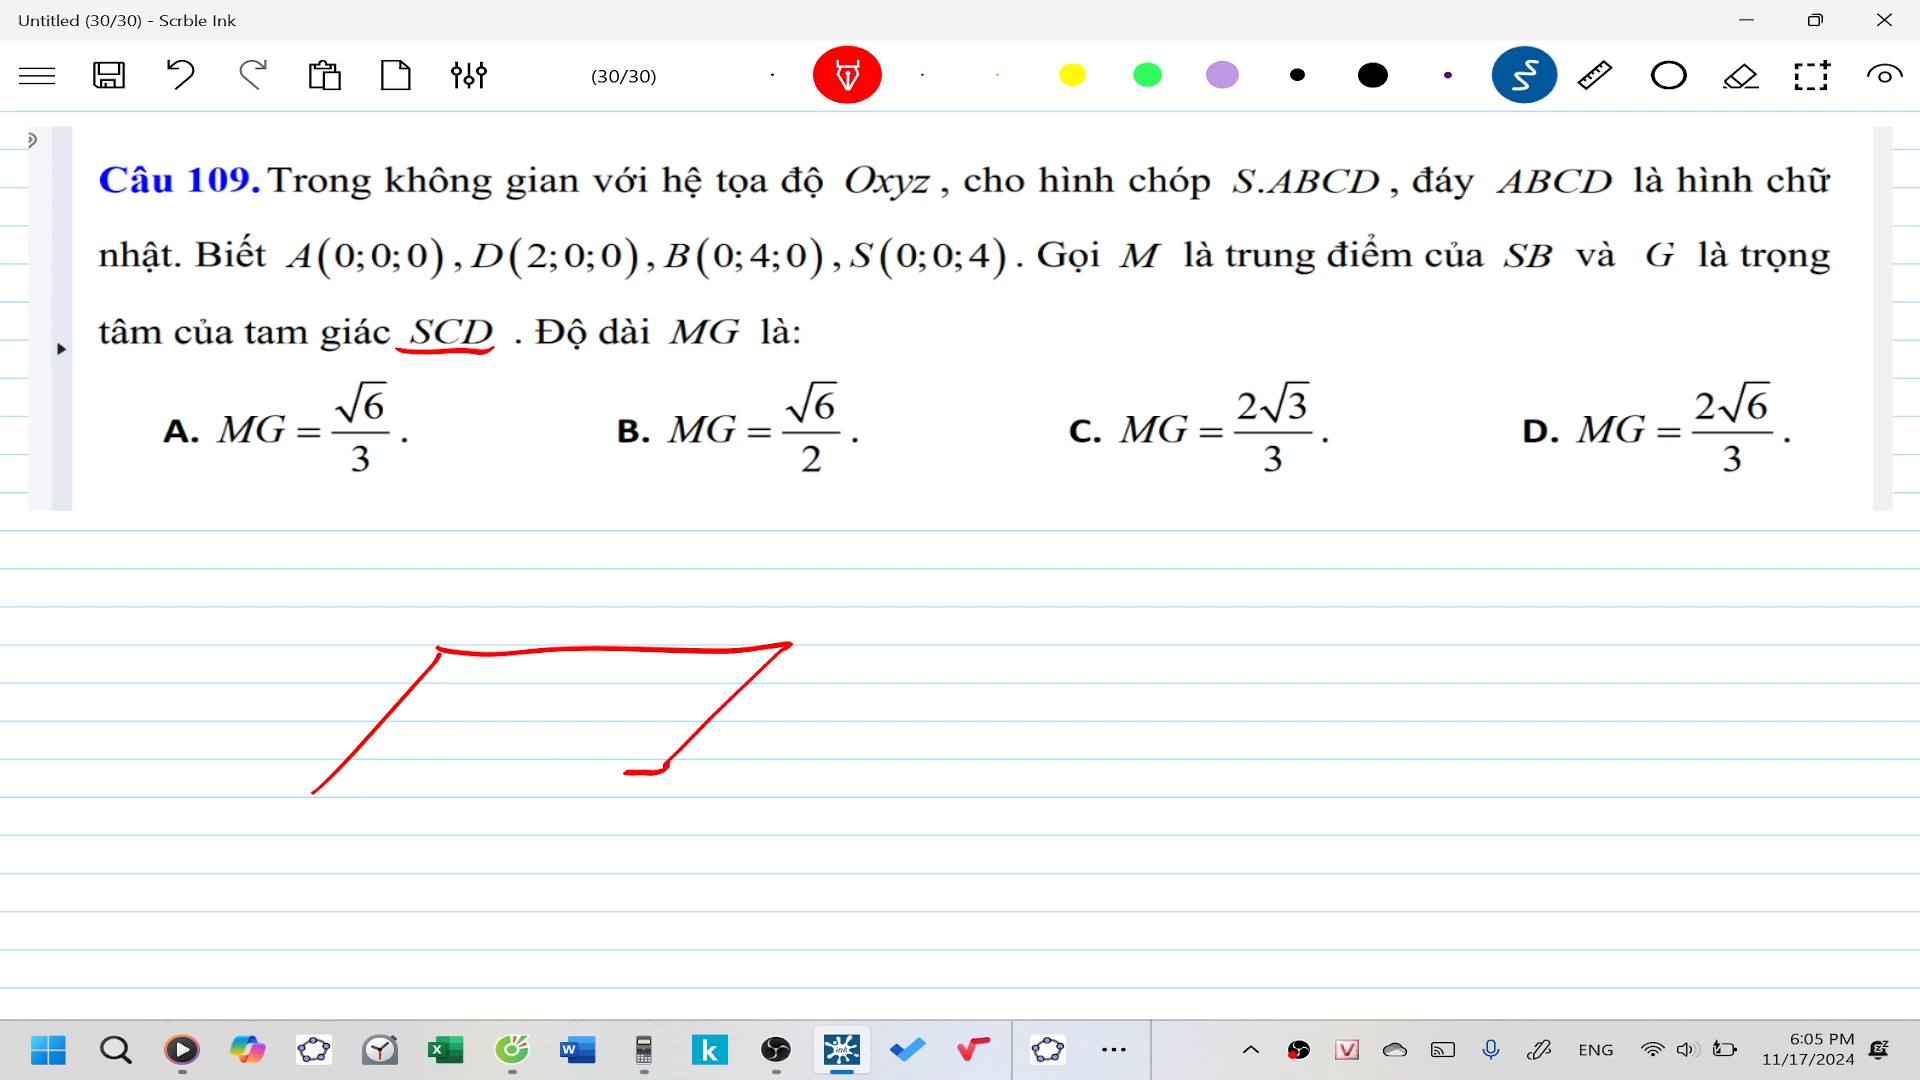 Untitled (30/30) - Scrble Ink
(30/30)
Câu 109. Trong không gian với hệ tọa độ Oxyz , cho hình chóp S.ABCD , đáy ABCD là hình chữ
nhật. Biết A(0;0;0) , D(2;0;0) , B(0;4;0) , S(0;0;4) . Gọi M là trung điểm của SB và G là trọng
tâm của tam giác SCD . Độ dài MG là:
A. MG = √6/3 .
B. MG = √6/2 .
C. MG = 2√3/3 .
D. MG = 2√6/3 .
ENG
6:05 PM
11/17/2024